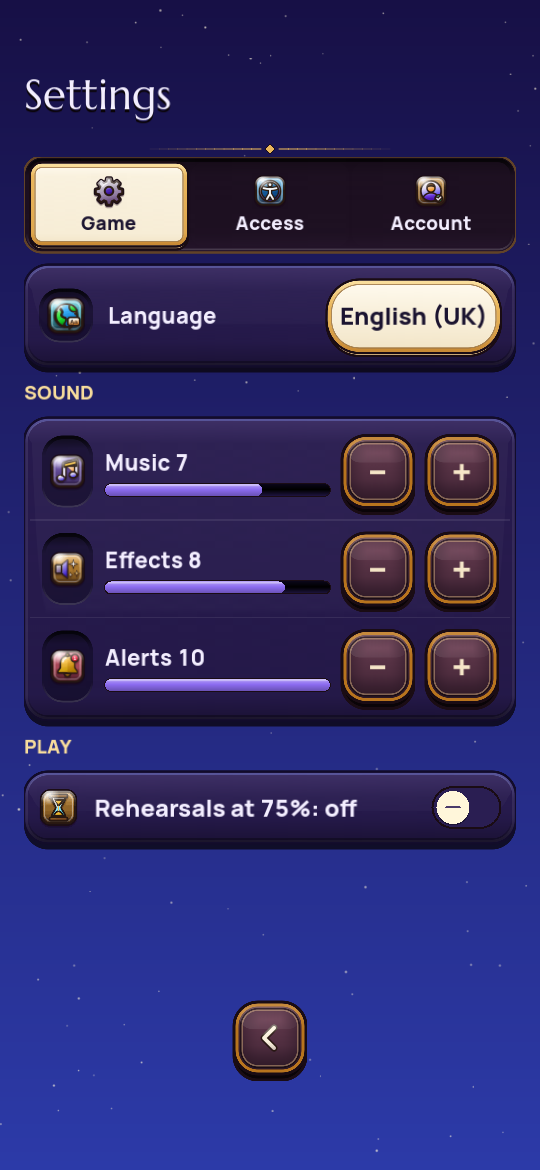 Settings
Game
Access
Account
Language
English (UK)
SOUND
Music 7
Effects 8
Alerts 10
PLAY
Rehearsals at 75%: off